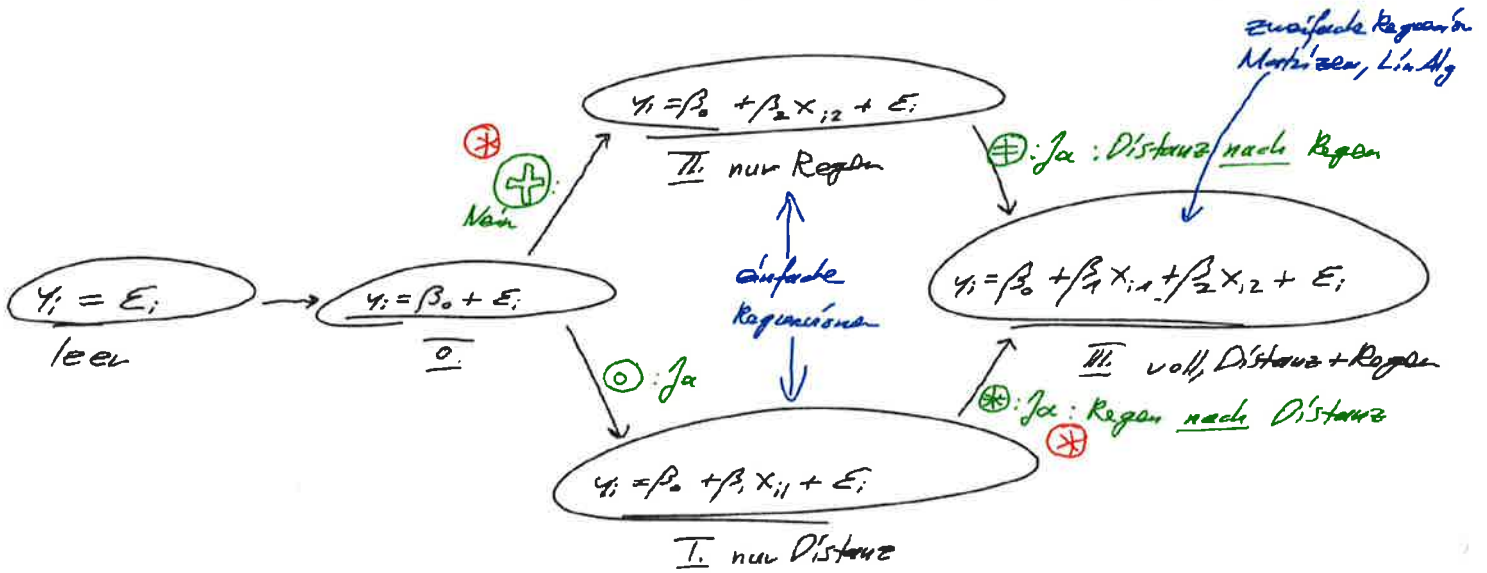 zweifache Regression
Matrizen, LinAlg
yᵢ = β₀ + β₂ xᵢ₂ + εᵢ
II. nur Regen
⊛
⊕:
Nein
⊕: Ja : Distanz nach Regen
yᵢ = εᵢ
leer
yᵢ = β₀ + εᵢ
0.
einfache
Regressionen
yᵢ = β₀ + β₁ xᵢ₁ + β₂ xᵢ₂ + εᵢ
III. voll, Distanz + Regen
⊙: Ja
⊛: Ja: Regen nach Distanz
⊛
yᵢ = β₀ + β₁ xᵢ₁ + εᵢ
I. nur Distanz